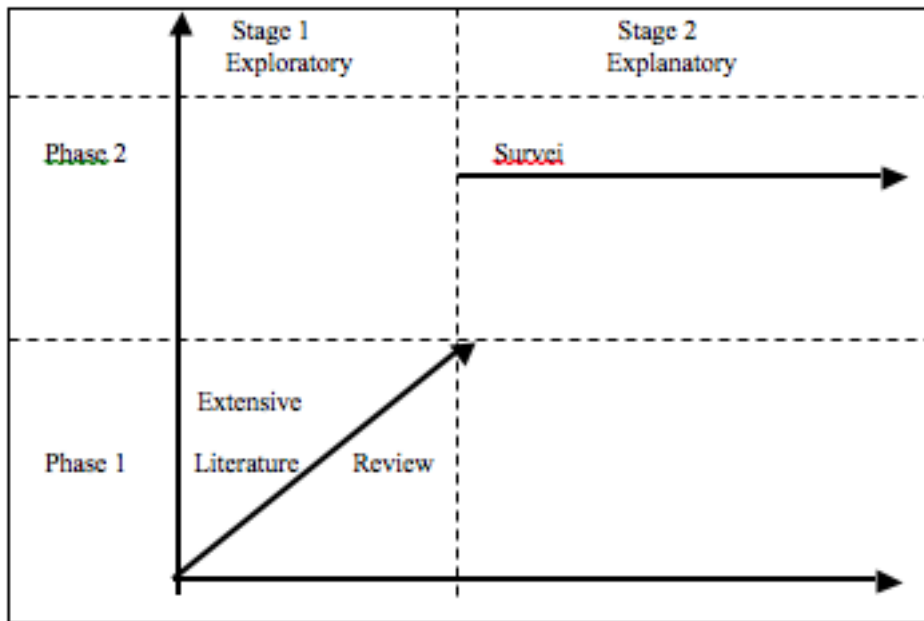 Stage 1
Exploratory
Stage 2
Explanatory
Phase 2
Survei
Extensive
Phase 1
Literature
Review